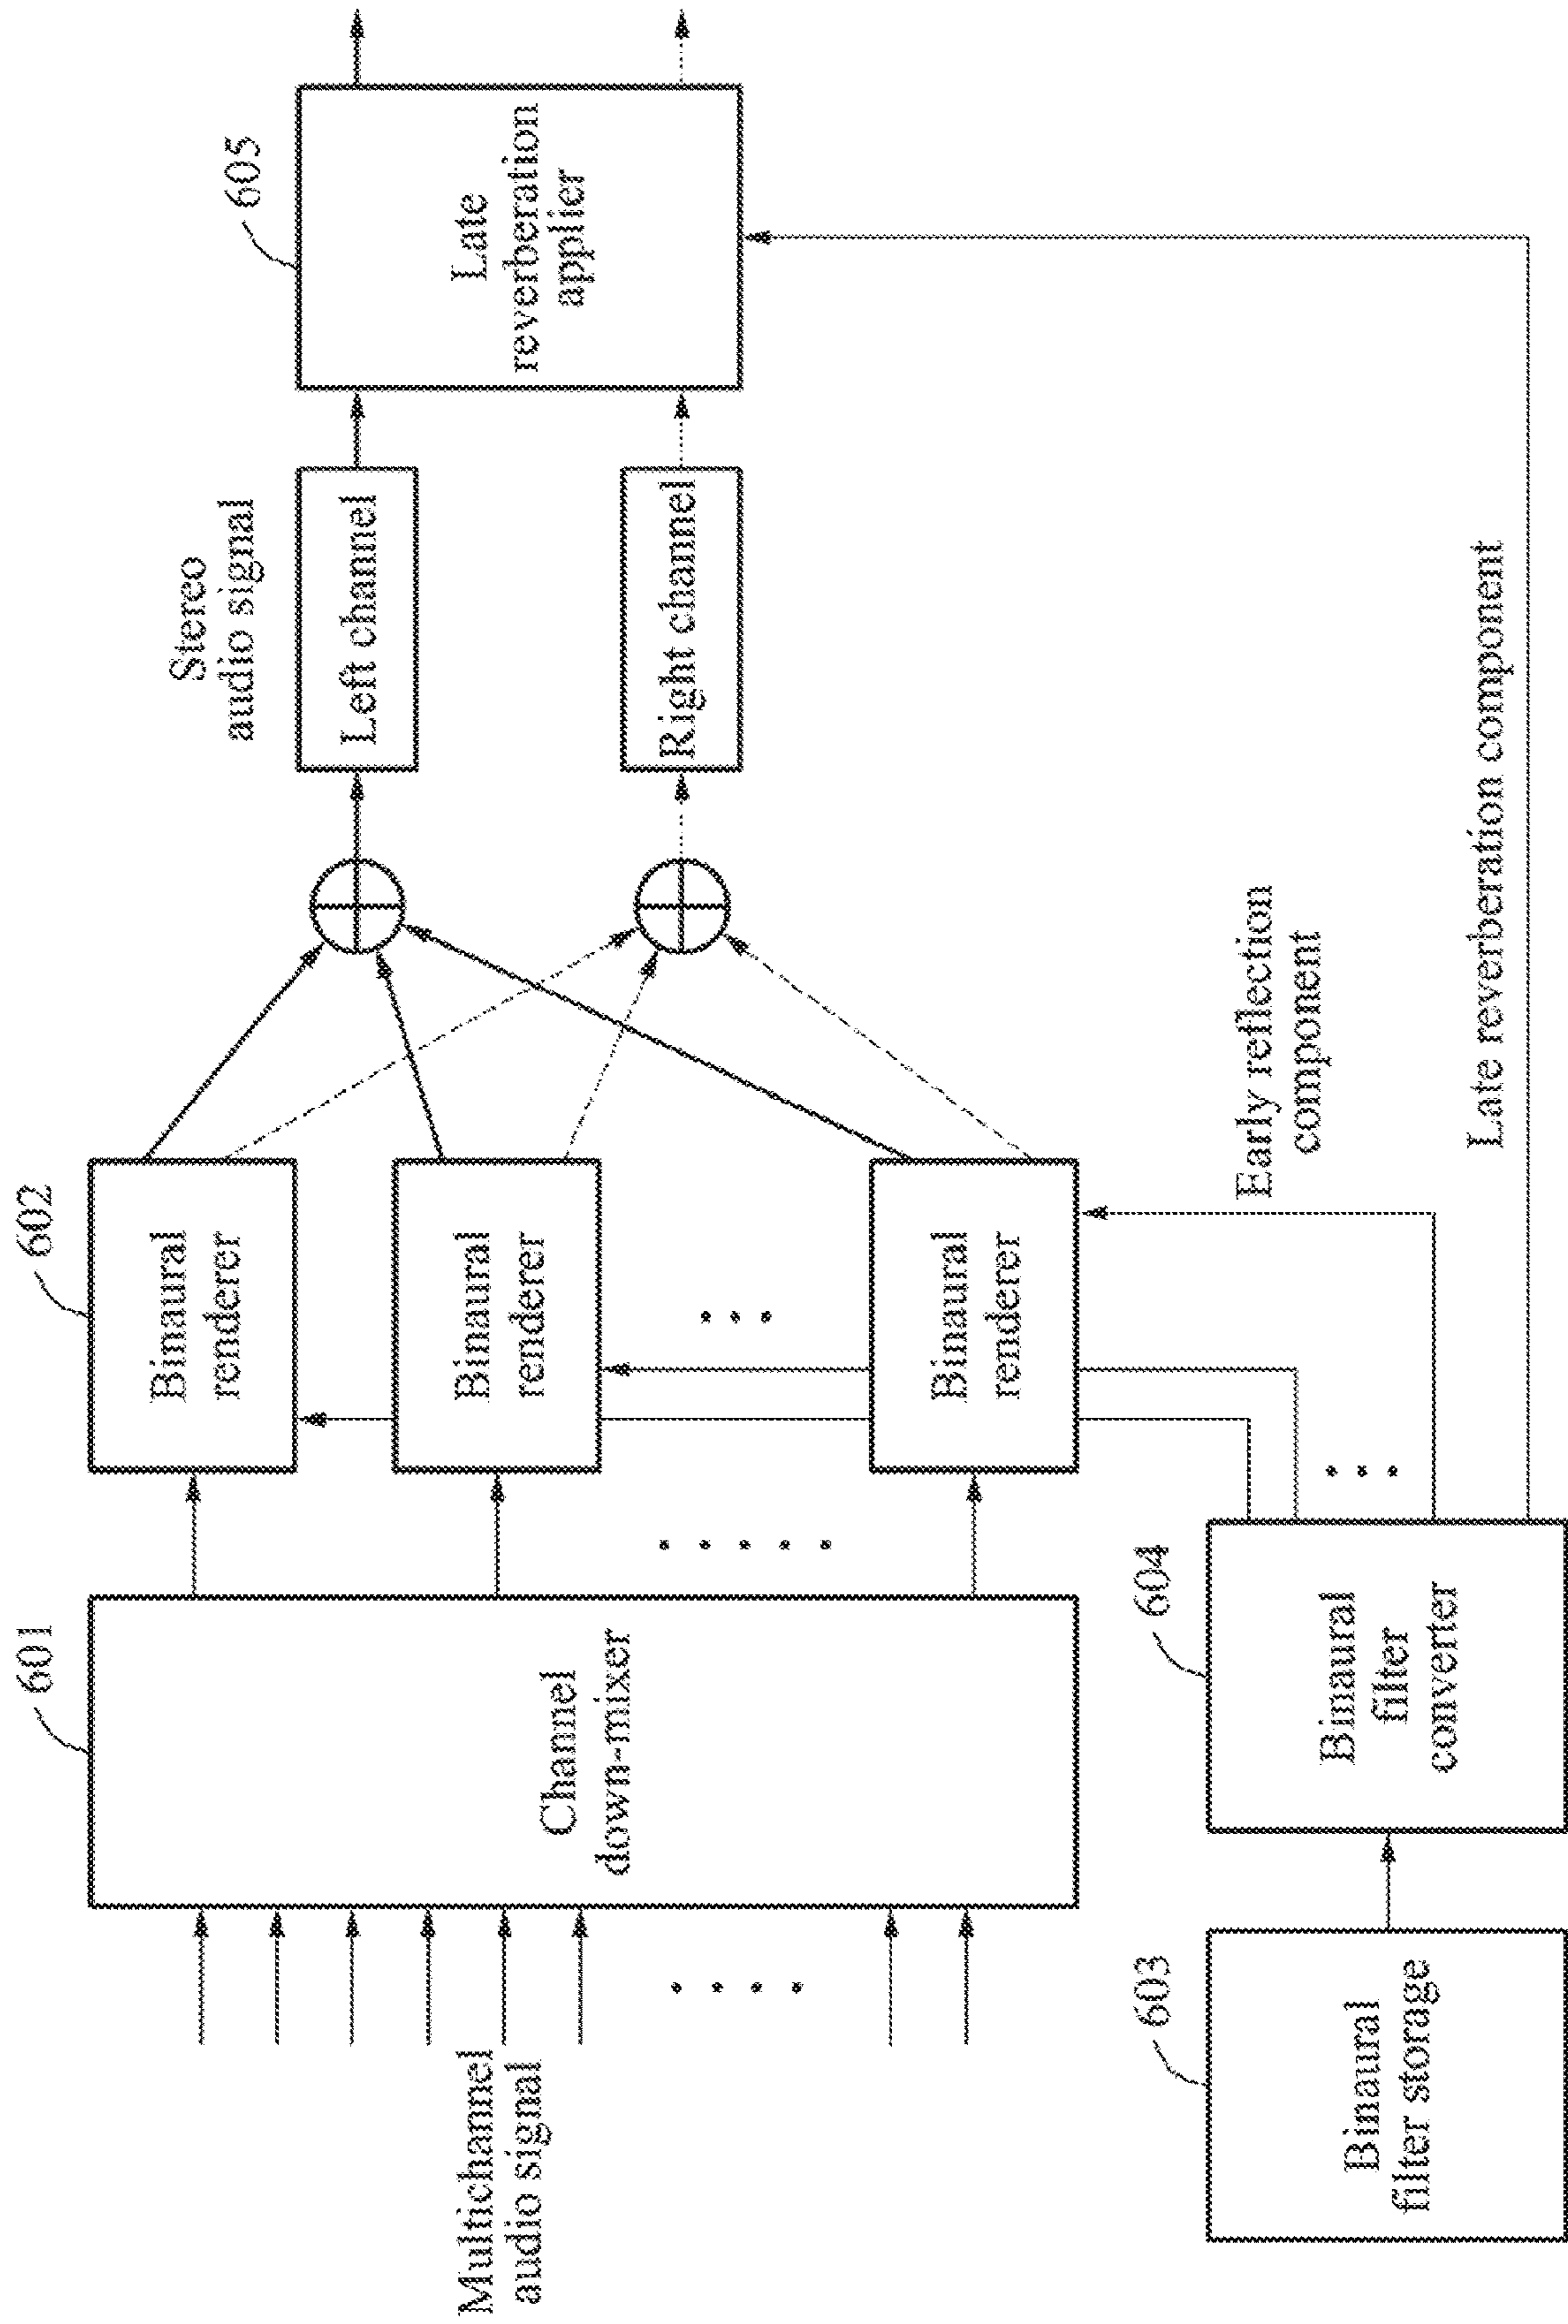 Multichannel
audio signal
601
Channel
down-mixer
602
Binaural
renderer
Binaural
renderer
Binaural
renderer
Stereo
audio signal
Left channel
Right channel
605
Late
reverberation
applier
603
Binaural
filter storage
604
Binaural
filter
converter
Early reflection
component
Late reverberation component